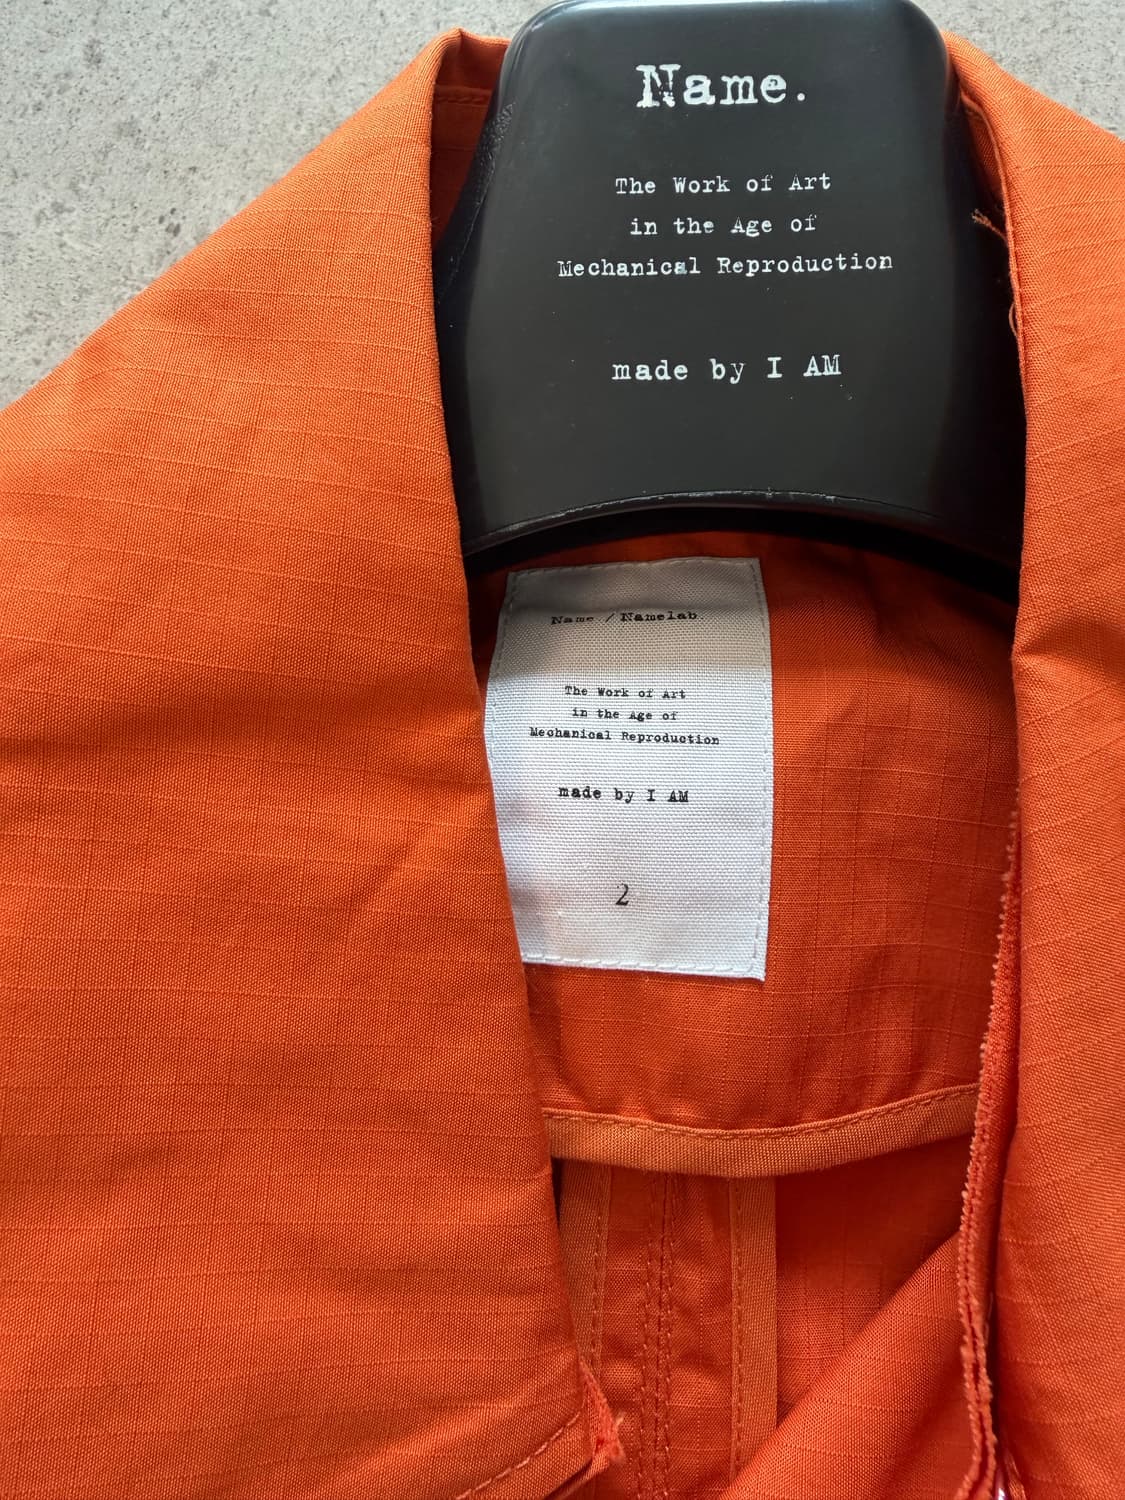 Name.
The Work of Art
in the Age of
Mechanical Reproduction
made by I AM
Name / Namelab
The Work of Art
in the Age of
Mechanical Reproduction
made by I AM
2